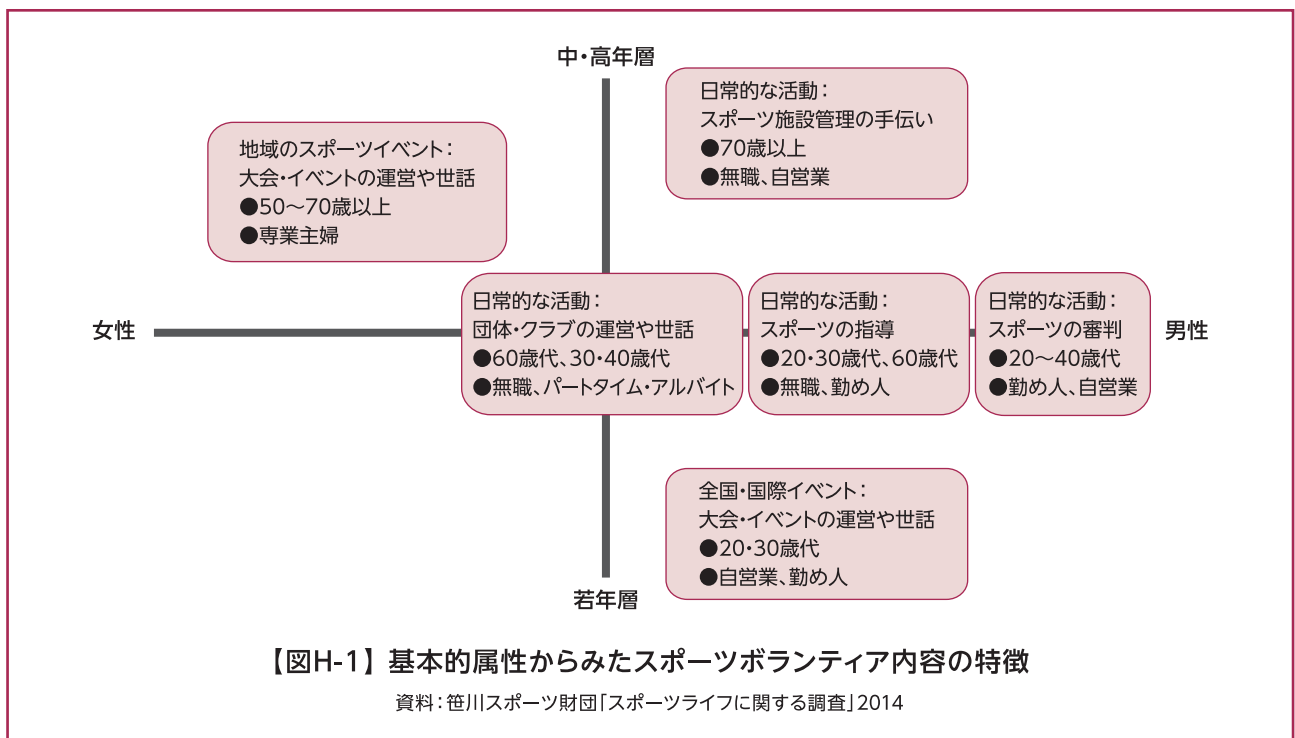 中・高年層
日常的な活動：
スポーツ施設管理の手伝い
●70歳以上
●無職、自営業
地域のスポーツイベント：
大会・イベントの運営や世話
●50〜70歳以上
●専業主婦
女性
日常的な活動：
団体・クラブの運営や世話
●60歳代、30・40歳代
●無職、パートタイム・アルバイト
日常的な活動：
スポーツの指導
●20・30歳代、60歳代
●無職、勤め人
日常的な活動：
スポーツの審判
●20〜40歳代
●勤め人、自営業
男性
全国・国際イベント：
大会・イベントの運営や世話
●20・30歳代
●自営業、勤め人
若年層
【図H-1】基本的属性からみたスポーツボランティア内容の特徴
資料：笹川スポーツ財団「スポーツライフに関する調査」2014